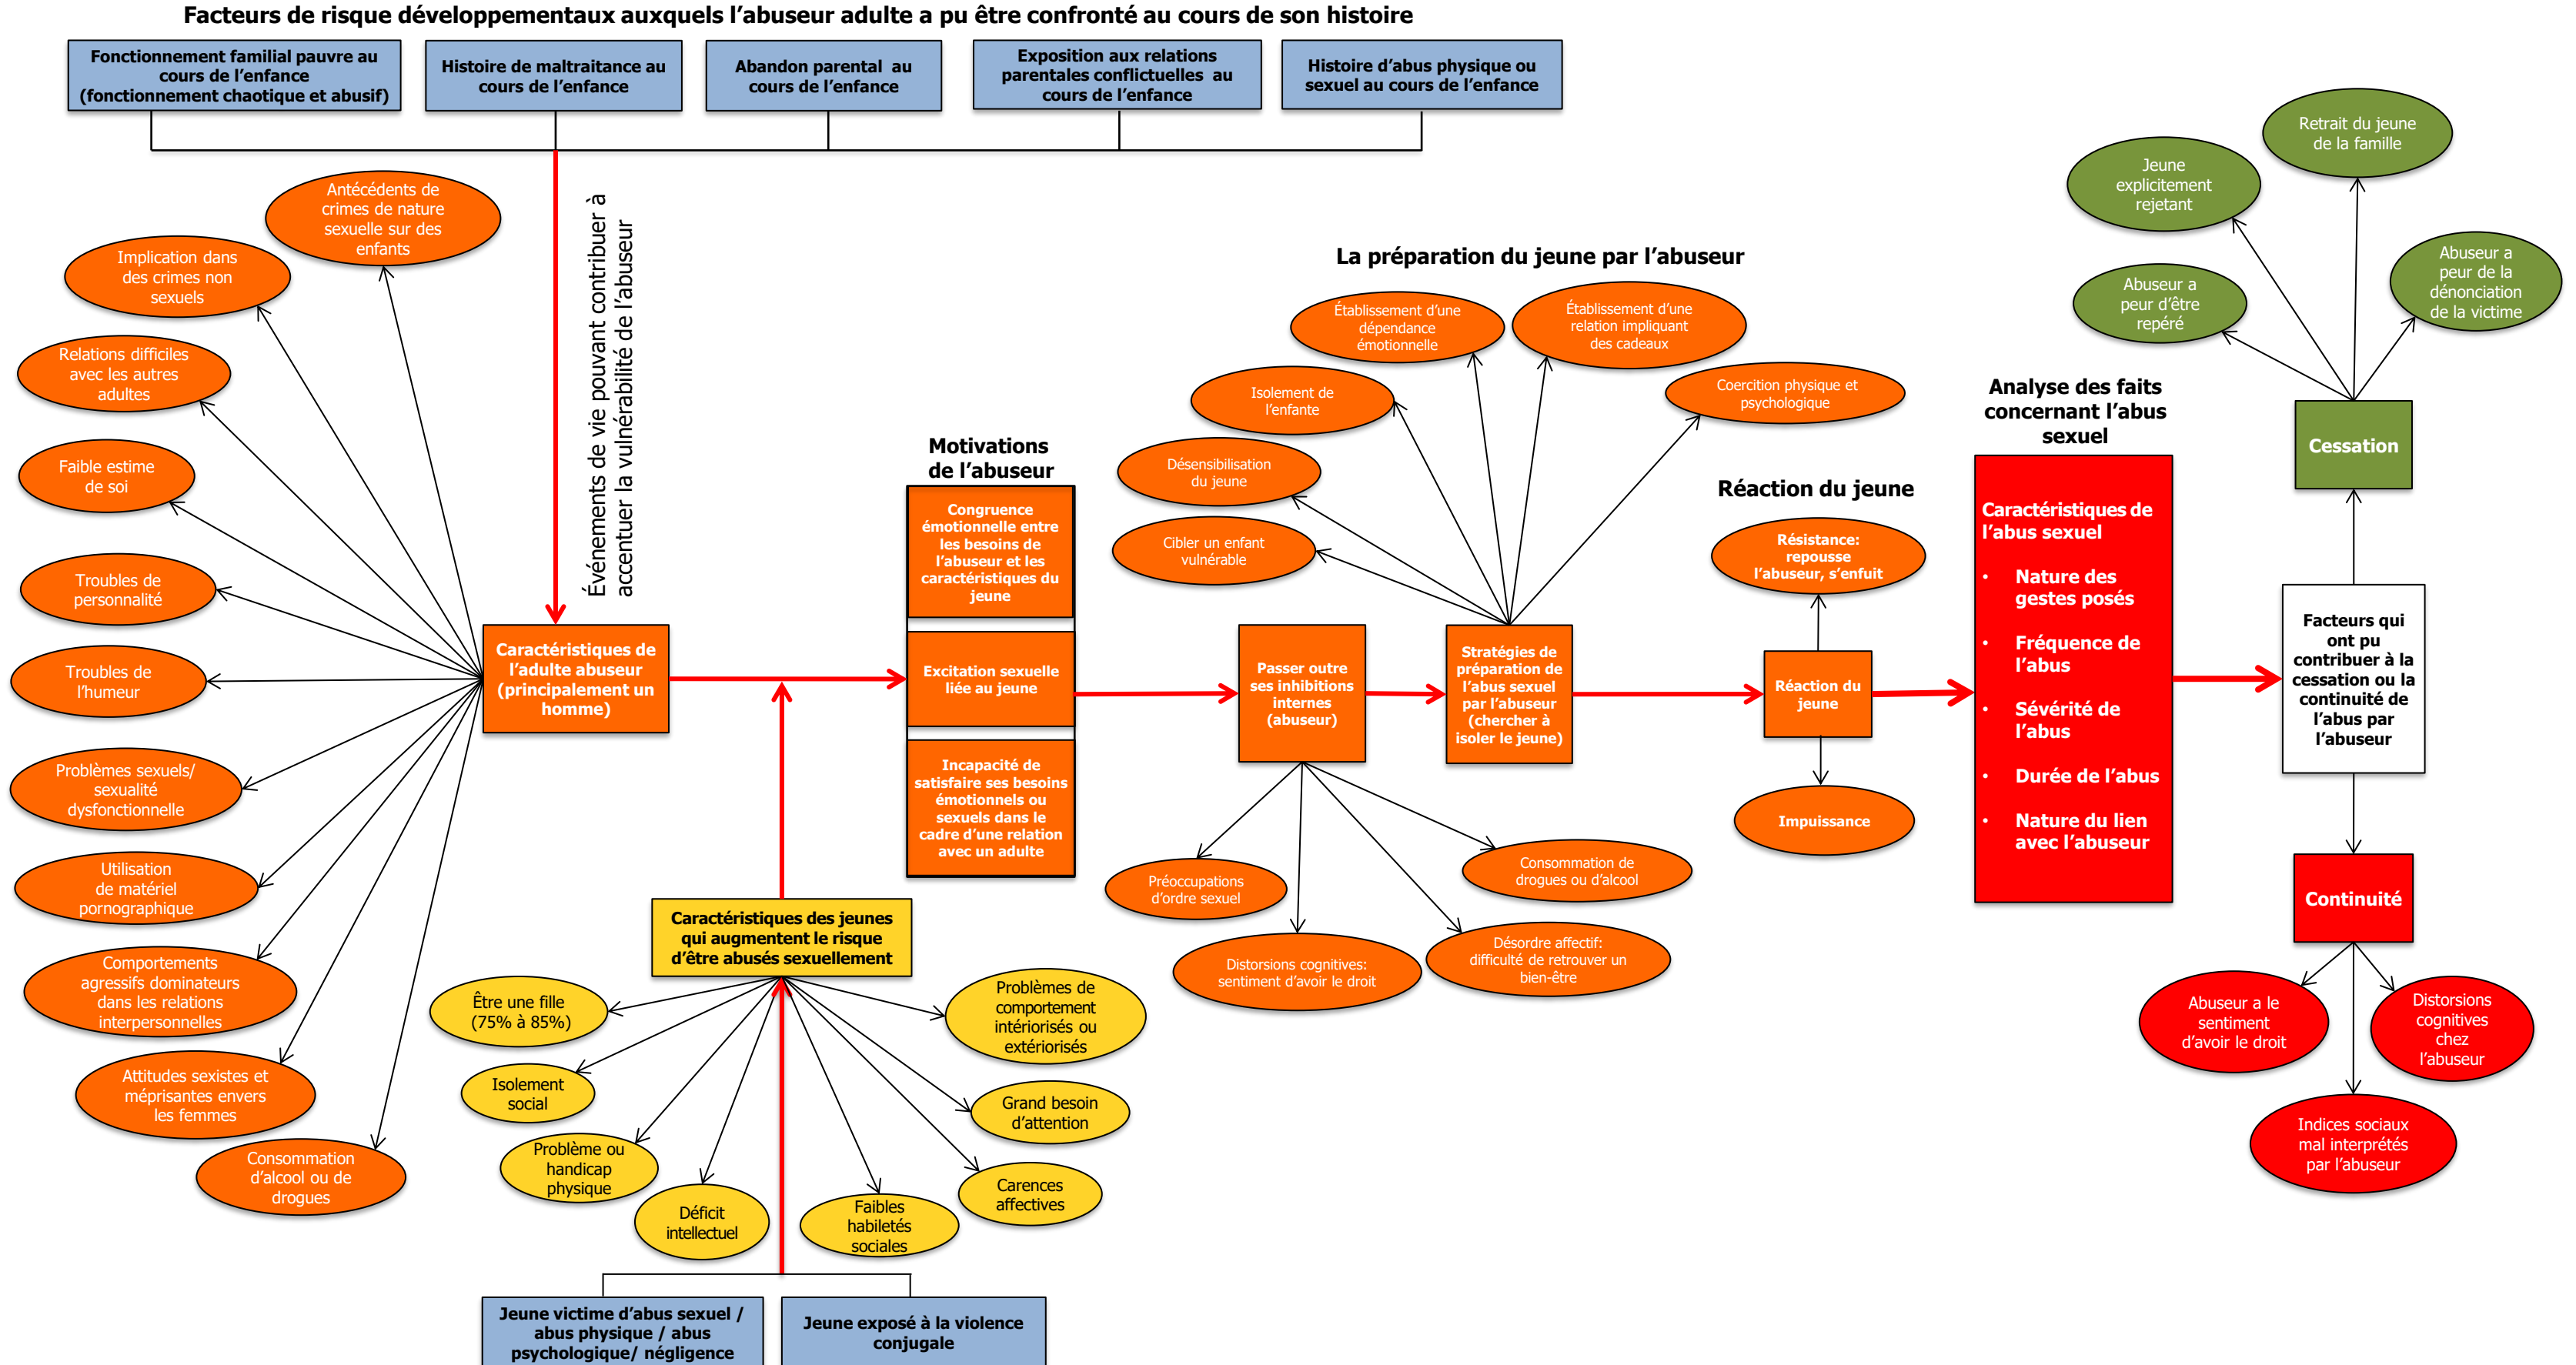 Facteurs de risque développementaux auxquels l'abuseur adulte a pu être confronté au cours de son histoire
Fonctionnement familial pauvre au
cours de l'enfance
(fonctionnement chaotique et abusif)
Histoire de maltraitance au
cours de l'enfance
Abandon parental au
cours de l'enfance
Exposition aux relations
parentales conflictuelles au
cours de l'enfance
Histoire d'abus physique ou
sexuel au cours de l'enfance
Événements de vie pouvant contribuer à
accentuer la vulnérabilité de l'abuseur
Antécédents de
crimes de nature
sexuelle sur des
enfants
Implication dans
des crimes non
sexuels
Relations difficiles
avec les autres
adultes
Faible estime
de soi
Troubles de
personnalité
Troubles de
l'humeur
Problèmes sexuels/
sexualité
dysfonctionnelle
Utilisation
de matériel
pornographique
Comportements
agressifs dominateurs
dans les relations
interpersonnelles
Attitudes sexistes et
méprisantes envers
les femmes
Consommation
d'alcool ou de
drogues
Caractéristiques de
l'adulte abuseur
(principalement un
homme)
Caractéristiques des jeunes
qui augmentent le risque
d'être abusés sexuellement
Être une fille
(75% à 85%)
Isolement
social
Problème ou
handicap
physique
Déficit
intellectuel
Faibles
habiletés
sociales
Carences
affectives
Grand besoin
d'attention
Problèmes de
comportement
intériorisés ou
extériorisés
Jeune victime d'abus sexuel /
abus physique / abus
psychologique/ négligence
Jeune exposé à la violence
conjugale
Motivations
de l'abuseur
Congruence
émotionnelle entre
les besoins de
l'abuseur et les
caractéristiques du
jeune
Excitation sexuelle
liée au jeune
Incapacité de
satisfaire ses besoins
émotionnels ou
sexuels dans le
cadre d'une relation
avec un adulte
Passer outre
ses inhibitions
internes
(abuseur)
Préoccupations
d'ordre sexuel
Distorsions cognitives:
sentiment d'avoir le droit
Désordre affectif:
difficulté de retrouver un
bien-être
Consommation de
drogues ou d'alcool
La préparation du jeune par l'abuseur
Cibler un enfant
vulnérable
Désensibilisation
du jeune
Isolement de
l'enfante
Établissement d'une
dépendance
émotionnelle
Établissement d'une
relation impliquant
des cadeaux
Coercition physique et
psychologique
Stratégies de
préparation de
l'abus sexuel
par l'abuseur
(chercher à
isoler le jeune)
Réaction du jeune
Résistance:
repousse
l'abuseur, s'enfuit
Réaction du
jeune
Impuissance
Analyse des faits
concernant l'abus
sexuel
Caractéristiques de
l'abus sexuel
• Nature des
gestes posés
• Fréquence de
l'abus
• Sévérité de
l'abus
• Durée de l'abus
• Nature du lien
avec l'abuseur
Facteurs qui
ont pu
contribuer à la
cessation ou la
continuité de
l'abus par
l'abuseur
Cessation
Abuseur a
peur d'être
repéré
Jeune
explicitement
rejetant
Retrait du jeune
de la famille
Abuseur a
peur de la
dénonciation
de la victime
Continuité
Abuseur a le
sentiment
d'avoir le droit
Indices sociaux
mal interprétés
par l'abuseur
Distorsions
cognitives
chez
l'abuseur